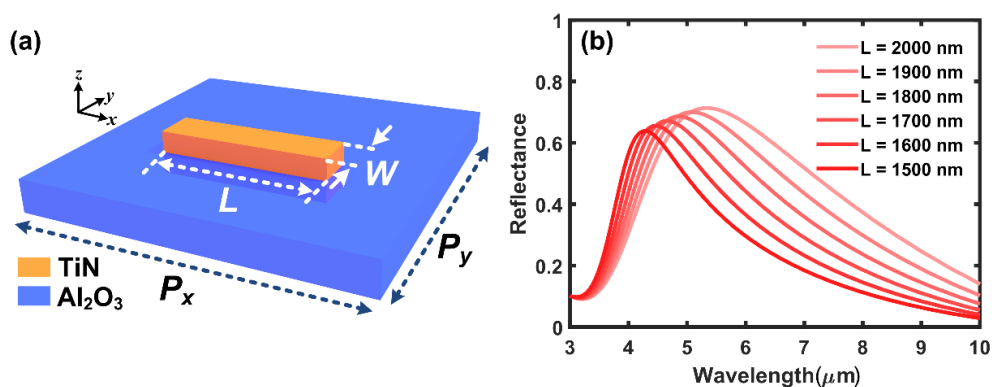 (a)
z
y
x
L
W
Px
Py
TiN
Al2O3
(b)
Reflectance
1
0.8
0.6
0.4
0.2
0
L = 2000 nm
L = 1900 nm
L = 1800 nm
L = 1700 nm
L = 1600 nm
L = 1500 nm
3 4 5 6 7 8 9 10
Wavelength(μm)